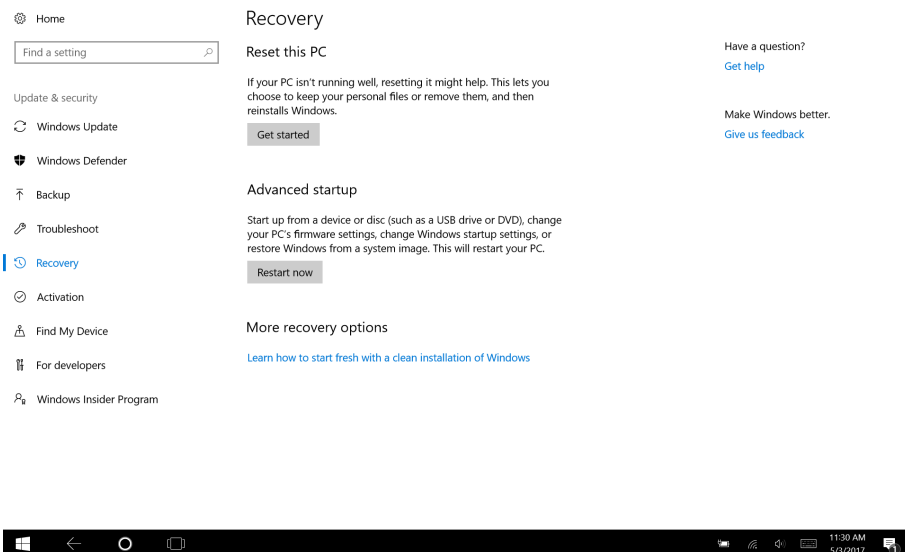 Home
Find a setting
Update & security
Windows Update
Windows Defender
Backup
Troubleshoot
Recovery
Activation
Find My Device
For developers
Windows Insider Program
Recovery
Reset this PC
If your PC isn't running well, resetting it might help. This lets you
choose to keep your personal files or remove them, and then
reinstalls Windows.
Get started
Advanced startup
Start up from a device or disc (such as a USB drive or DVD), change
your PC's firmware settings, change Windows startup settings, or
restore Windows from a system image. This will restart your PC.
Restart now
More recovery options
Learn how to start fresh with a clean installation of Windows
Have a question?
Get help
Make Windows better.
Give us feedback
11:30 AM
5/3/2017
1